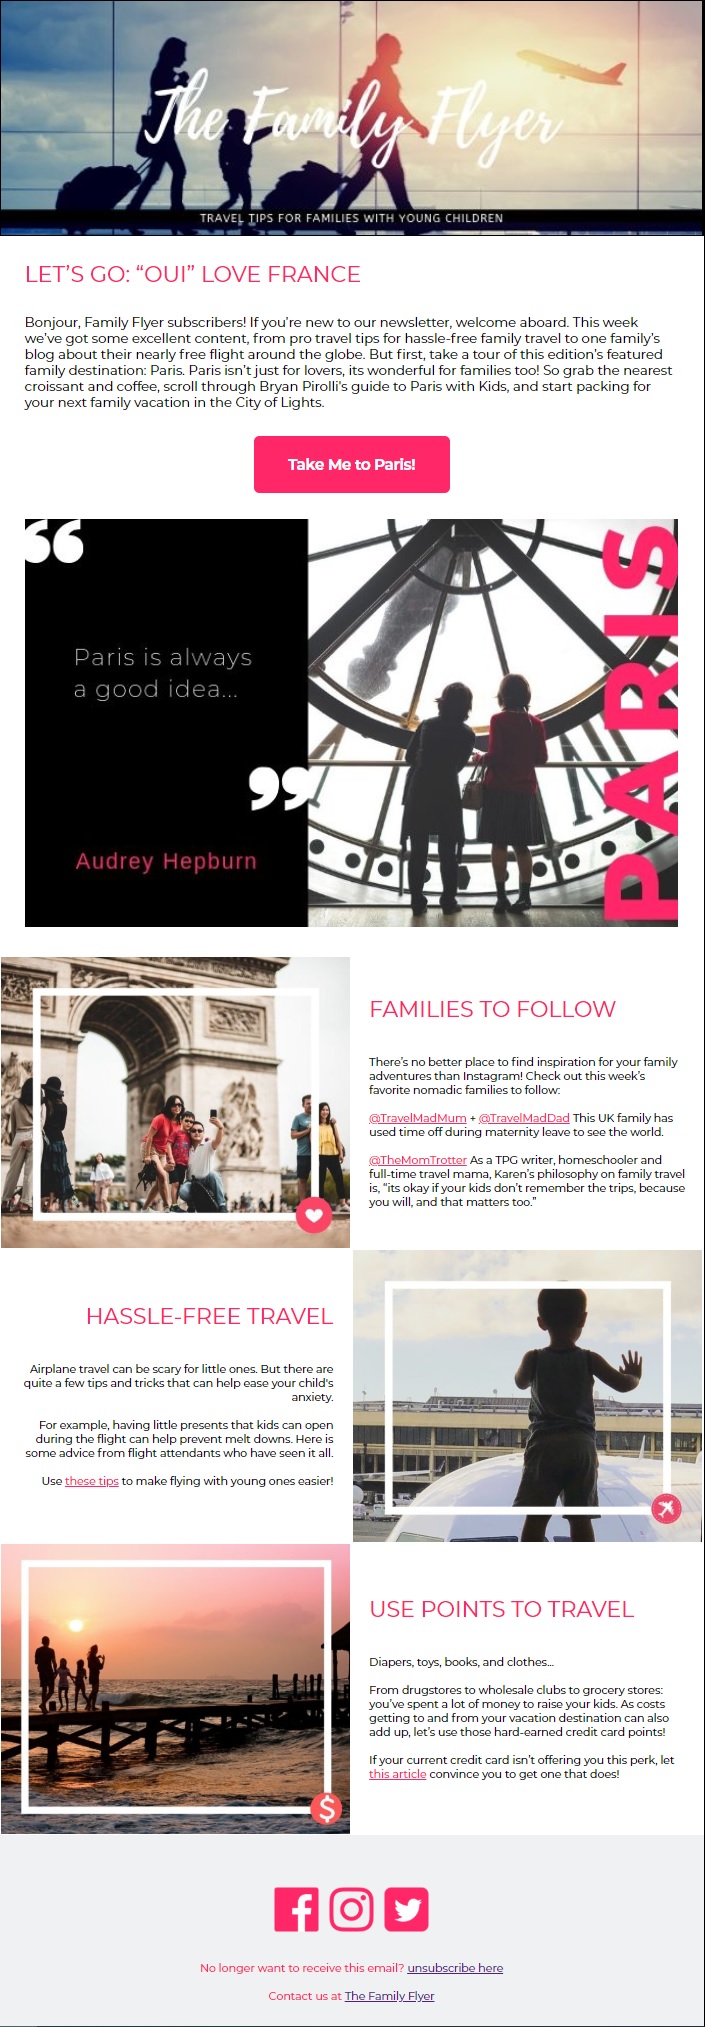 The Family Flyer
TRAVEL TIPS FOR FAMILIES WITH YOUNG CHILDREN
LET’S GO: “OUI” LOVE FRANCE
Bonjour, Family Flyer subscribers! If you’re new to our newsletter, welcome aboard. This week
we’ve got some excellent content, from pro travel tips for hassle-free family travel to one family’s
blog about their nearly free flight around the globe. But first, take a tour of this edition’s featured
family destination: Paris. Paris isn’t just for lovers, its wonderful for families too! So grab the nearest
croissant and coffee, scroll through Bryan Pirolli's guide to Paris with Kids, and start packing for
your next family vacation in the City of Lights.
Take Me to Paris!
“
Paris is always
a good idea...
”
Audrey Hepburn
PARIS
FAMILIES TO FOLLOW
There’s no better place to find inspiration for your family
adventures than Instagram! Check out this week’s
favorite nomadic families to follow:
@TravelMadMum + @TravelMadDad This UK family has
used time off during maternity leave to see the world.
@TheMomTrotter As a TPG writer, homeschooler and
full-time travel mama, Karen’s philosophy on family travel
is, “its okay if your kids don’t remember the trips, because
you will, and that matters too.”
HASSLE-FREE TRAVEL
Airplane travel can be scary for little ones. But there are
quite a few tips and tricks that can help ease your child's
anxiety.
For example, having little presents that kids can open
during the flight can help prevent melt downs. Here is
some advice from flight attendants who have seen it all.
Use these tips to make flying with young ones easier!
USE POINTS TO TRAVEL
Diapers, toys, books, and clothes...
From drugstores to wholesale clubs to grocery stores:
you’ve spent a lot of money to raise your kids. As costs
getting to and from your vacation destination can also
add up, let’s use those hard-earned credit card points!
If your current credit card isn’t offering you this perk, let
this article convince you to get one that does!
$
No longer want to receive this email? unsubscribe here
Contact us at The Family Flyer